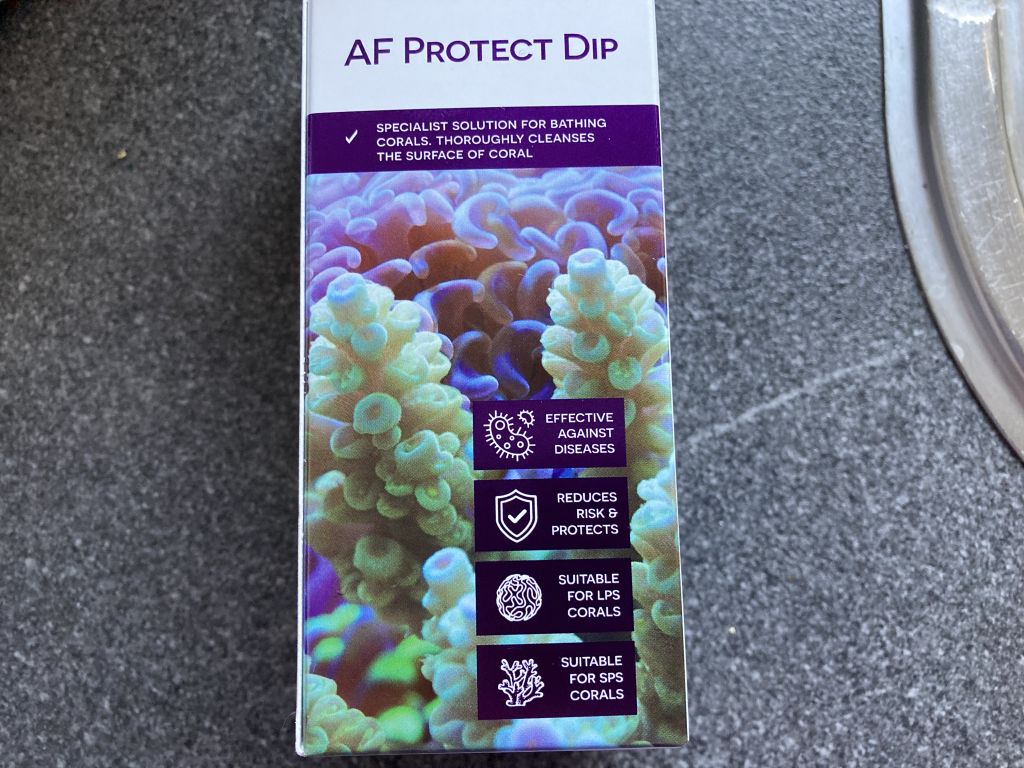 AF PROTECT DIP
SPECIALIST SOLUTION FOR BATHING
CORALS. THOROUGHLY CLEANSES
THE SURFACE OF CORAL
EFFECTIVE
AGAINST
DISEASES
REDUCES
RISK &
PROTECTS
SUITABLE
FOR LPS
CORALS
SUITABLE
FOR SPS
CORALS